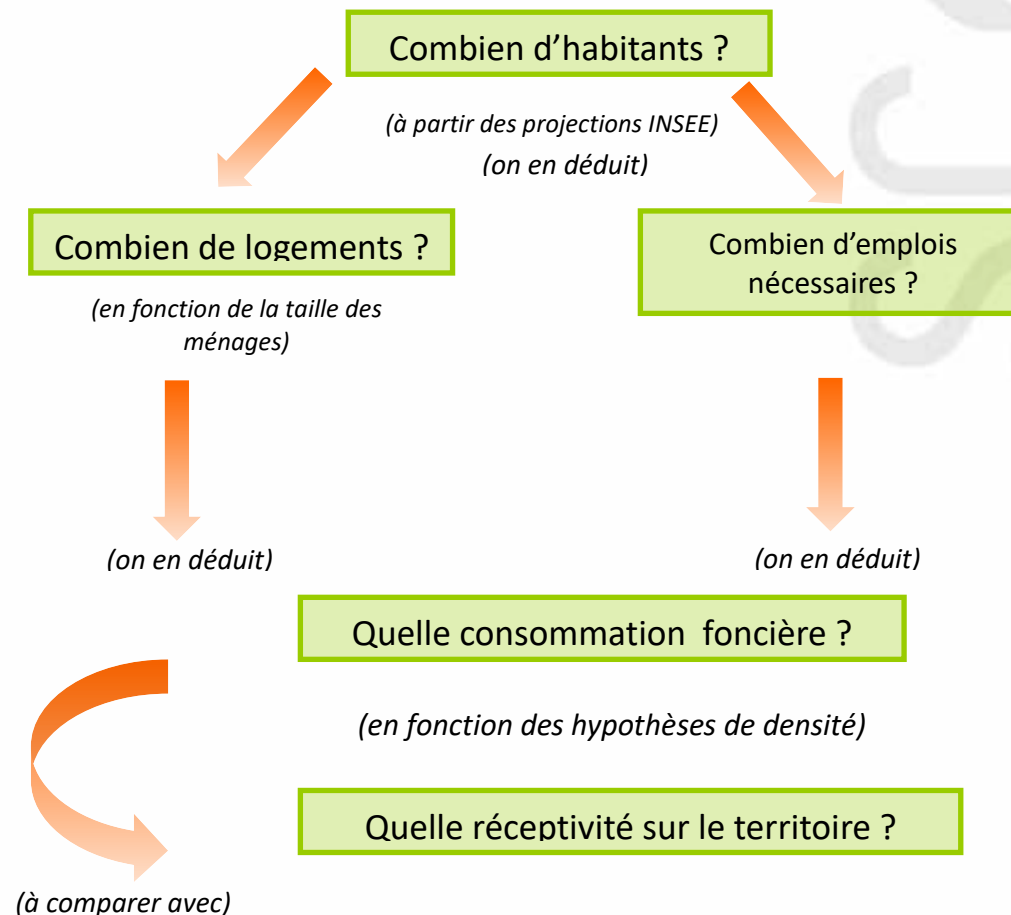 Combien d’habitants ?
(à partir des projections INSEE)
(on en déduit)
Combien de logements ?
Combien d’emplois
nécessaires ?
(en fonction de la taille des
ménages)
(on en déduit)
(on en déduit)
Quelle consommation  foncière ?
(en fonction des hypothèses de densité)
Quelle réceptivité sur le territoire ?
(à comparer avec)